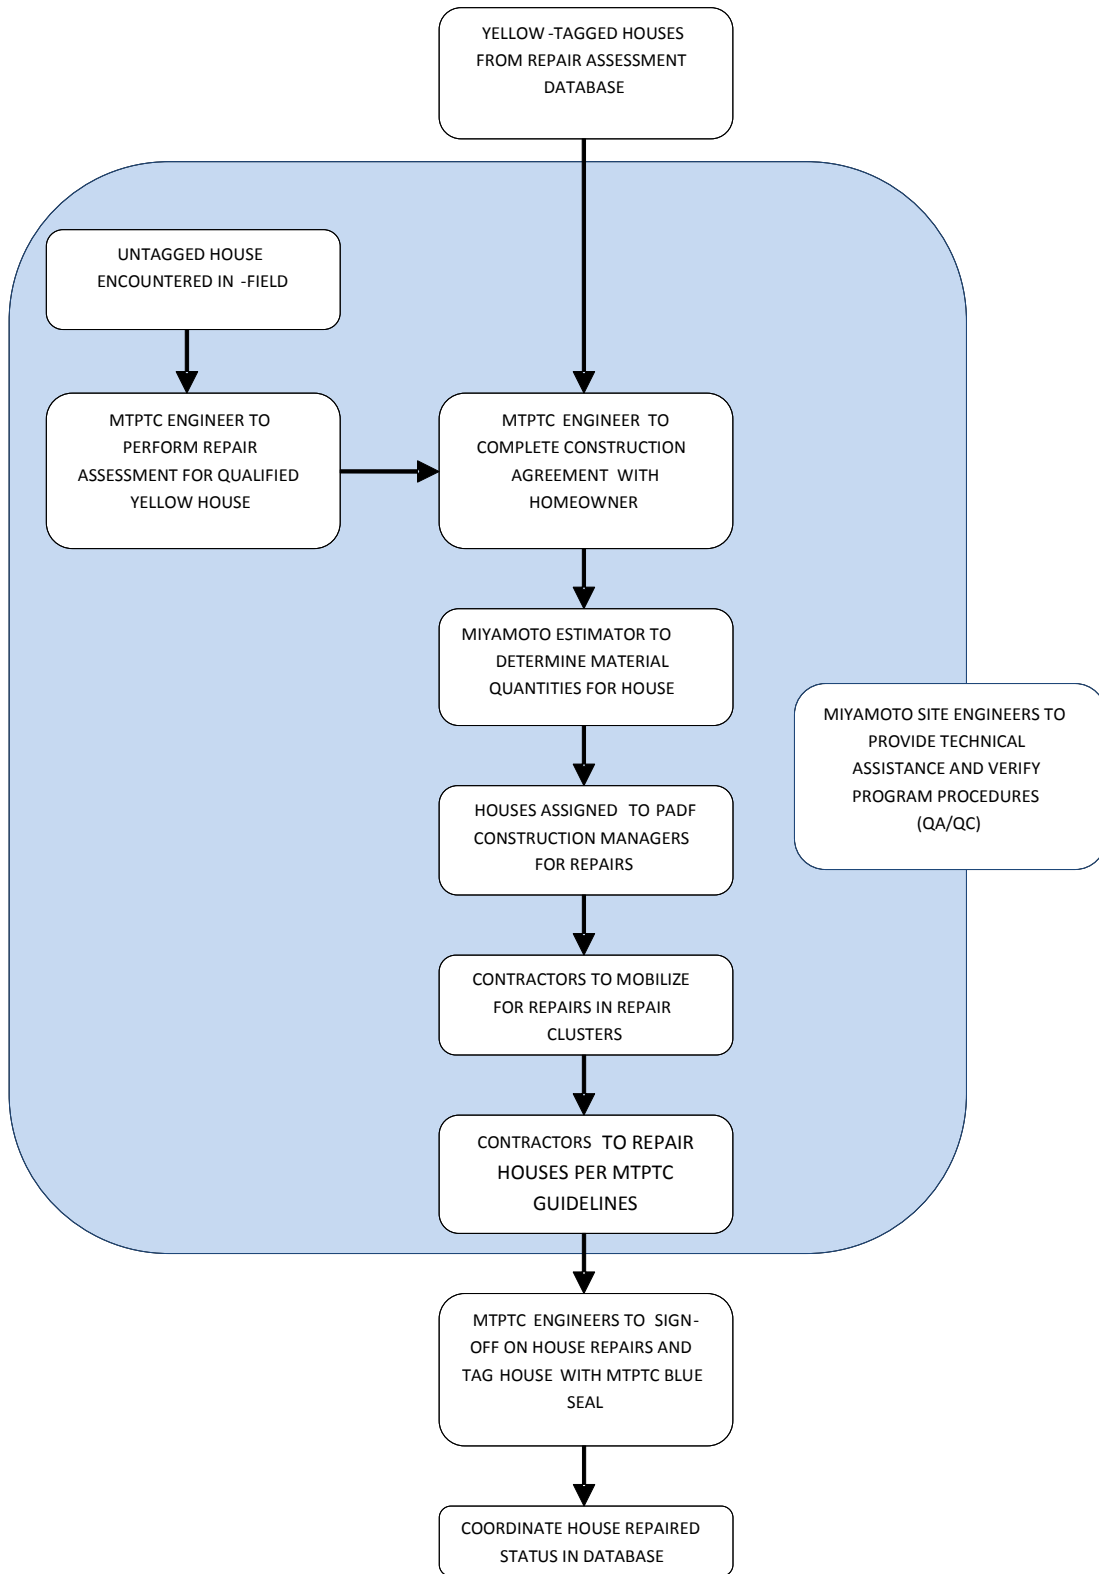 YELLOW -TAGGED HOUSES
FROM REPAIR ASSESSMENT
DATABASE
UNTAGGED HOUSE
ENCOUNTERED IN -FIELD
MTPTC ENGINEER TO
PERFORM REPAIR
ASSESSMENT FOR QUALIFIED
YELLOW HOUSE
MTPTC ENGINEER TO
COMPLETE CONSTRUCTION
AGREEMENT WITH
HOMEOWNER
MIYAMOTO ESTIMATOR TO
DETERMINE MATERIAL
QUANTITIES FOR HOUSE
MIYAMOTO SITE ENGINEERS TO
PROVIDE TECHNICAL
ASSISTANCE AND VERIFY
PROGRAM PROCEDURES
(QA/QC)
HOUSES ASSIGNED TO PADF
CONSTRUCTION MANAGERS
FOR REPAIRS
CONTRACTORS TO MOBILIZE
FOR REPAIRS IN REPAIR
CLUSTERS
CONTRACTORS TO REPAIR
HOUSES PER MTPTC
GUIDELINES
MTPTC ENGINEERS TO SIGN-
OFF ON HOUSE REPAIRS AND
TAG HOUSE WITH MTPTC BLUE
SEAL
COORDINATE HOUSE REPAIRED
STATUS IN DATABASE